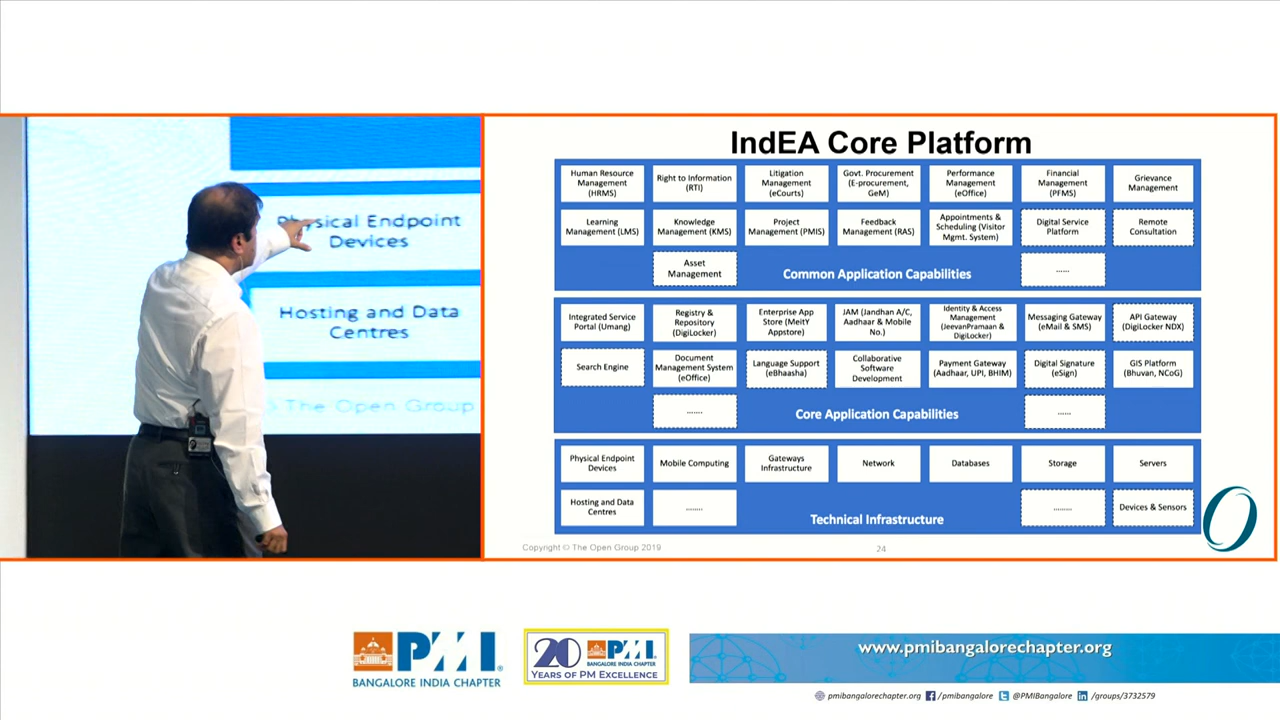 Physical Endpoint
Devices
Hosting and Data
Centres
The Open Group
IndEA Core Platform
Human Resource
Management
(HRMS)
Right to Information
(RTI)
Litigation
Management
(eCourts)
Govt. Procurement
(E-procurement,
GeM)
Performance
Management
(eOffice)
Financial
Management
(PFMS)
Grievance
Management
Learning
Management (LMS)
Knowledge
Management (KMS)
Project
Management (PMIS)
Feedback
Management (RAS)
Appointments &
Scheduling (Visitor
Mgmt. System)
Digital Service
Platform
Remote
Consultation
Asset
Management
Common Application Capabilities
......
Integrated Service
Portal (Umang)
Registry &
Repository
(DigiLocker)
Enterprise App
Store (MeitY
Appstore)
JAM (Jandhan A/C,
Aadhaar & Mobile
No.)
Identity & Access
Management
(JeevanPramaan &
DigiLocker)
Messaging Gateway
(eMail & SMS)
API Gateway
(DigiLocker NDX)
Search Engine
Document
Management System
(eOffice)
Language Support
(eBhaasha)
Collaborative
Software
Development
Payment Gateway
(Aadhaar, UPI, BHIM)
Digital Signature
(eSign)
GIS Platform
(Bhuvan, NCoG)
.......
Core Application Capabilities
......
Physical Endpoint
Devices
Mobile Computing
Gateways
Infrastructure
Network
Databases
Storage
Servers
Hosting and Data
Centres
........
Technical Infrastructure
.........
Devices & Sensors
Copyright © The Open Group 2019
24
PMI
BANGALORE INDIA CHAPTER
20
PMI
BANGALORE INDIA CHAPTER
YEARS OF PM EXCELLENCE
www.pmibangalorechapter.org
pmibangalorechapter.org /pmibangalore @PMIBangalore /groups/3732579